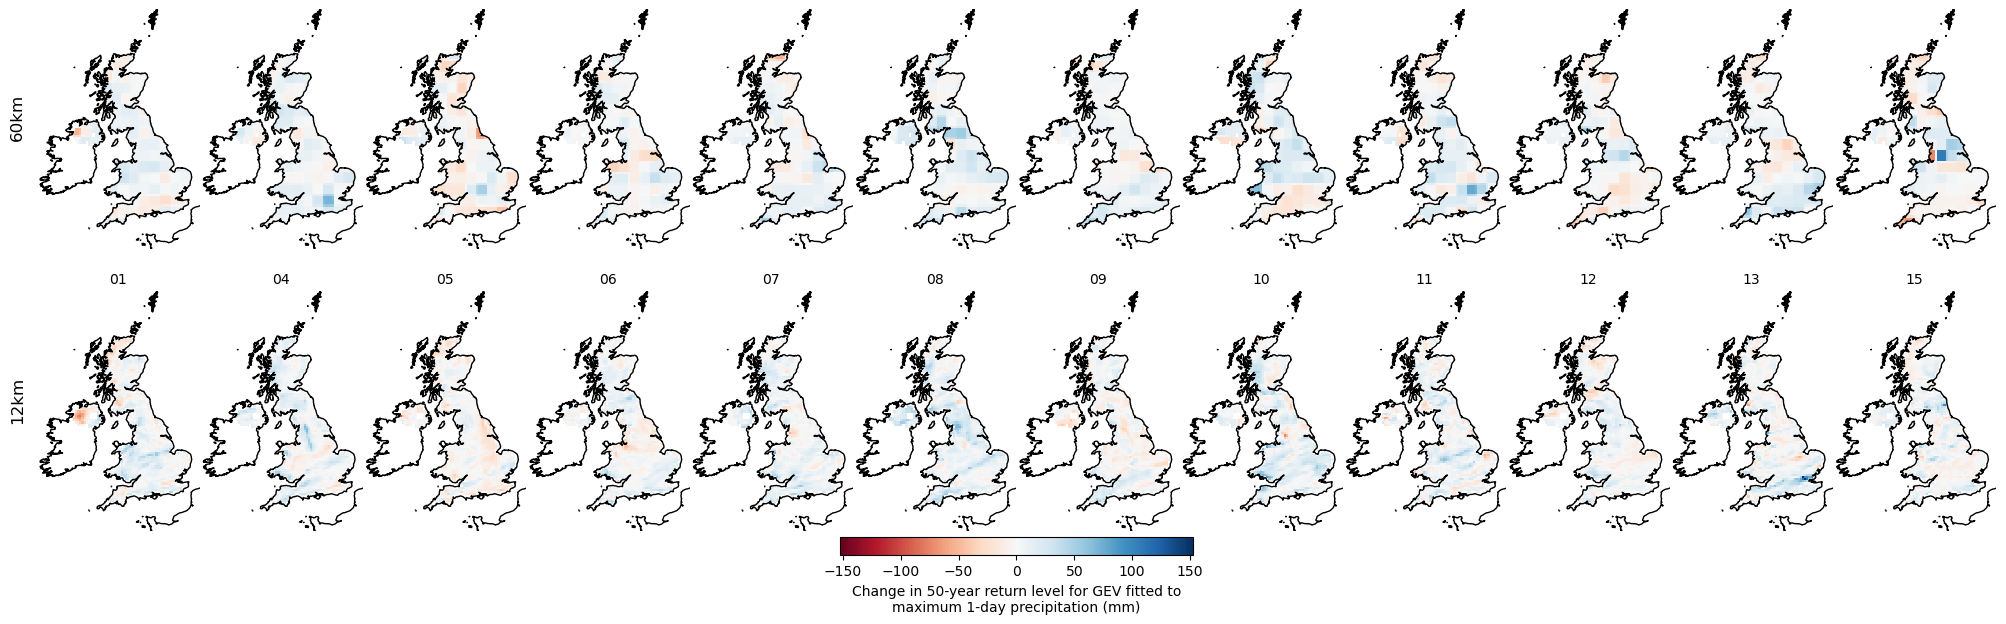 60km
01 04 05 06 07 08 09 10 11 12 13 15
12km
−150 −100 −50 0 50 100 150
Change in 50-year return level for GEV fitted to
maximum 1-day precipitation (mm)